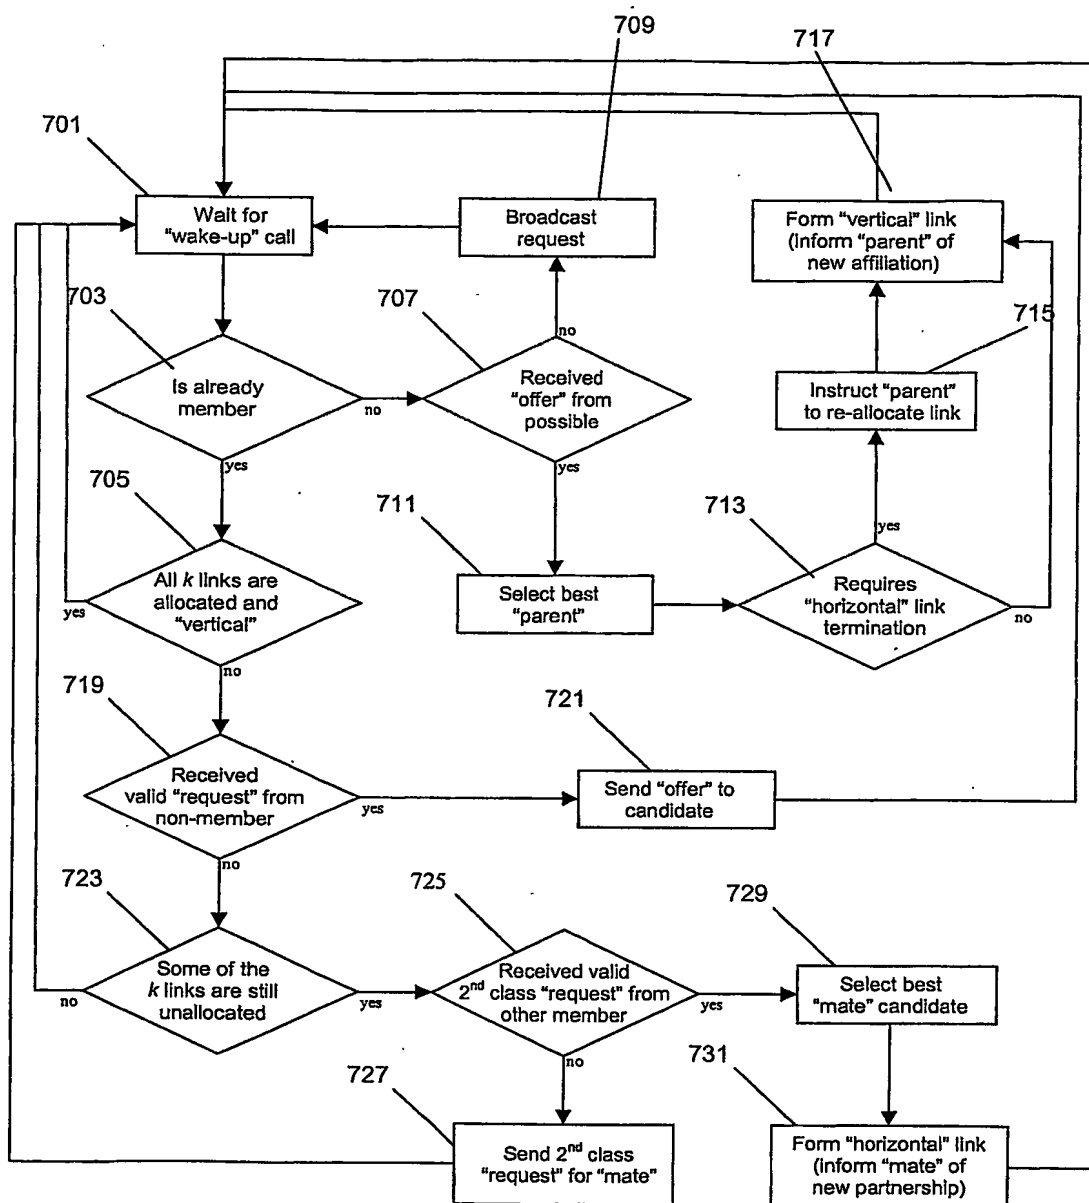 709
717
701
Wait for
"wake-up" call
Broadcast
request
Form "vertical" link
(Inform "parent" of
new affiliation)
703
707
no
715
Is already
member
no
Received
"offer" from
possible
Instruct "parent"
to re-allocate link
yes
yes
705
711
713
yes
All k links are
allocated and
"vertical"
yes
Select best
"parent"
Requires
"horizontal" link
termination
no
no
719
721
Received
valid "request" from
non-member
yes
Send "offer" to
candidate
no
723
725
729
Some of the
k links are still
unallocated
no
yes
Received valid
2nd class "request" from
other member
yes
Select best
"mate" candidate
no
727
731
Send 2nd class
"request" for "mate"
Form "horizontal" link
(inform "mate" of
new partnership)